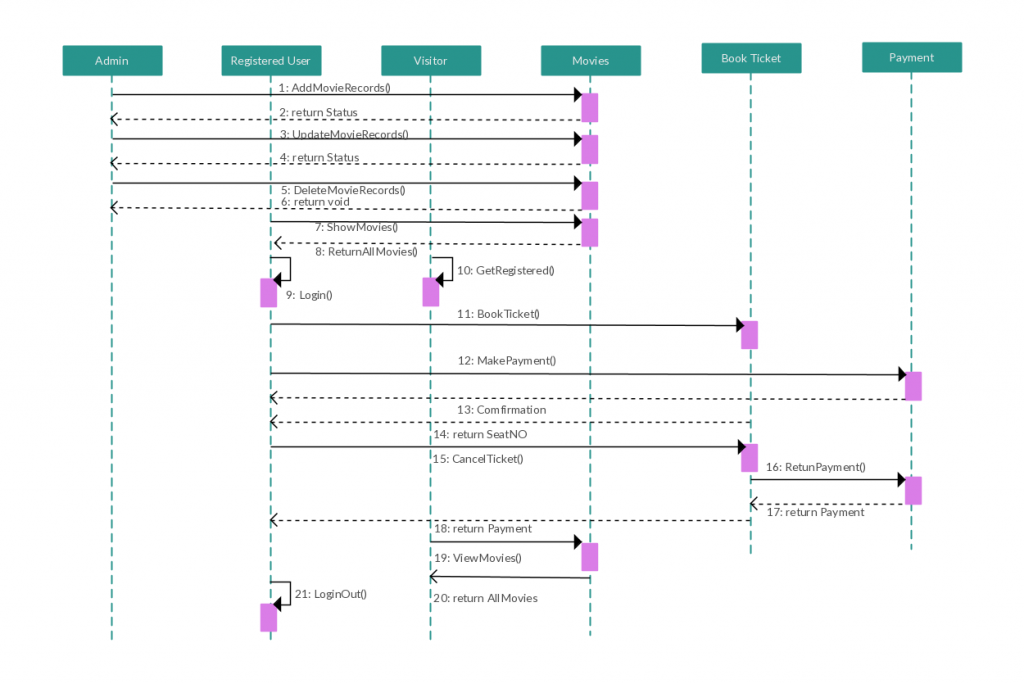 Admin
Registered User
Visitor
Movies
Book Ticket
Payment
1: AddMovieRecords()
2: return Status
3: UpdateMovieRecords()
4: return Status
5: DeleteMovieRecords()
6: return void
7: ShowMovies()
8: ReturnAllMovies()
10: GetRegistered()
9: Login()
11: BookTicket()
12: MakePayment()
13: Comfirmation
14: return SeatNO
15: CancelTicket()
16: RetunPayment()
17: return Payment
18: return Payment
19: ViewMovies()
21: LoginOut()
20: return AllMovies